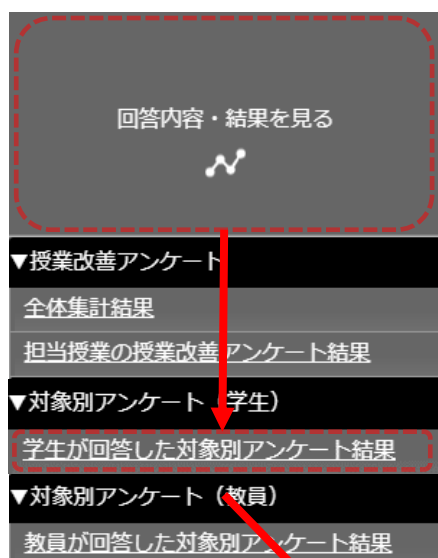 回答内容・結果を見る
▼授業改善アンケート
全体集計結果
担当授業の授業改善アンケート結果
▼対象別アンケート（学生）
学生が回答した対象別アンケート結果
▼対象別アンケート（教員）
教員が回答した対象別アンケート結果